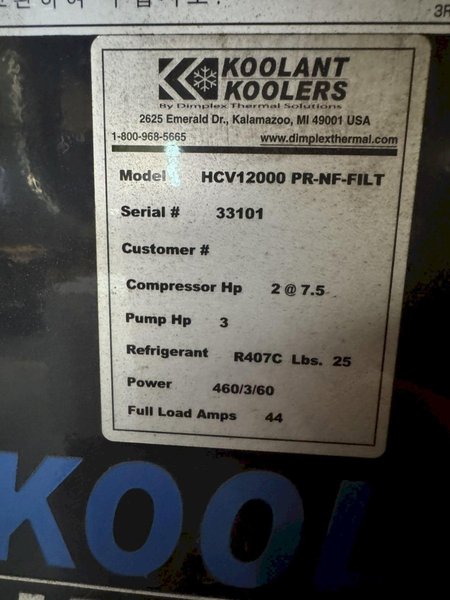 3R
KOOLANT
KOOLERS
By Dimplex Thermal Solutions
2625 Emerald Dr., Kalamazoo, MI 49001 USA
1-800-968-5665 www.dimplexthermal.com
Model HCV12000 PR-NF-FILT
Serial # 33101
Customer #
Compressor Hp 2 @ 7.5
Pump Hp 3
Refrigerant R407C Lbs. 25
Power 460/3/60
Full Load Amps 44
KOOL